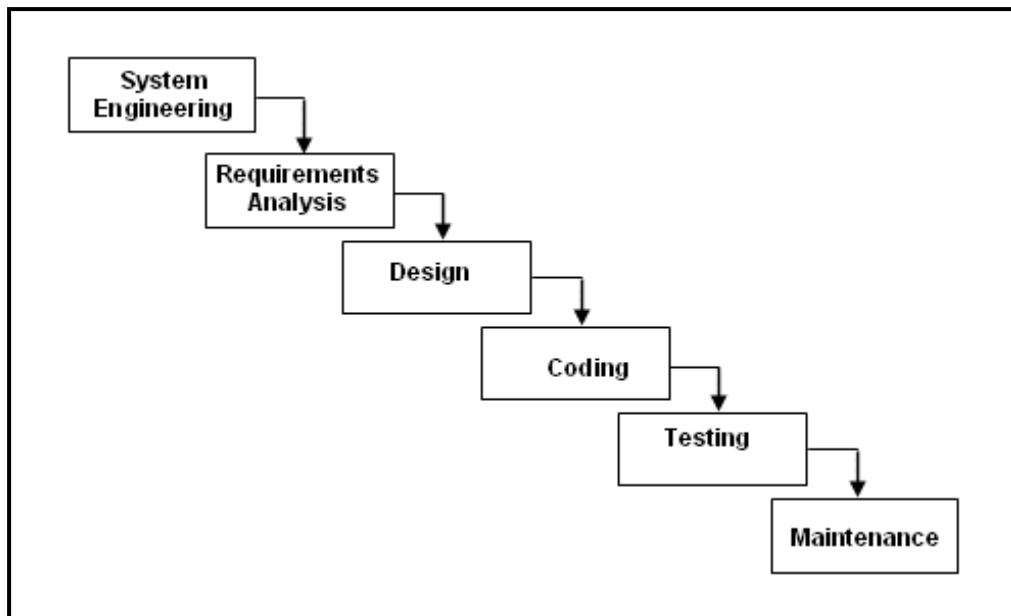 System
Engineering
Requirements
Analysis
Design
Coding
Testing
Maintenance